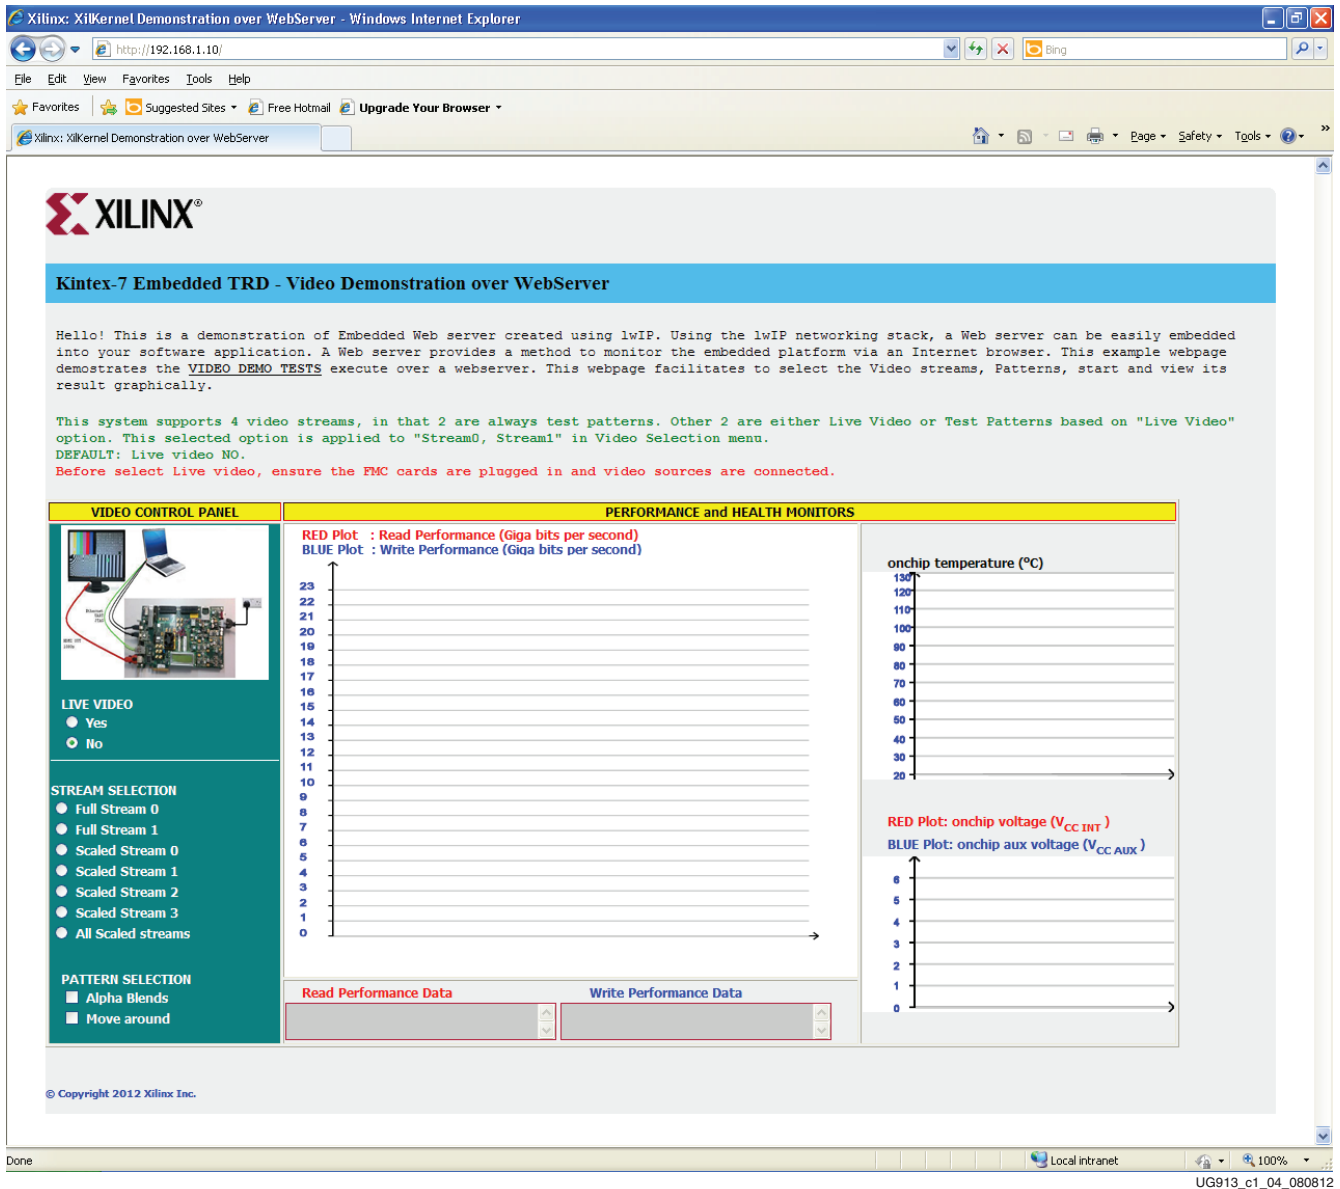 Xilinx: XilKernel Demonstration over WebServer - Windows Internet Explorer
http://192.168.1.10/
Bing
File Edit View Favorites Tools Help
Favorites Suggested Sites Free Hotmail Upgrade Your Browser
Xilinx: XilKernel Demonstration over WebServer
Page Safety Tools »
XILINX®
Kintex-7 Embedded TRD - Video Demonstration over WebServer
Hello! This is a demonstration of Embedded Web server created using lwIP. Using the lwIP networking stack, a Web server can be easily embedded
into your software application. A Web server provides a method to monitor the embedded platform via an Internet browser. This example webpage
demostrates the VIDEO DEMO TESTS execute over a webserver. This webpage facilitates to select the Video streams, Patterns, start and view its
result graphically.
This system supports 4 video streams, in that 2 are always test patterns. Other 2 are either Live Video or Test Patterns based on "Live Video"
option. This selected option is applied to "Stream0, Stream1" in Video Selection menu.
DEFAULT: Live video NO.
Before select Live video, ensure the FMC cards are plugged in and video sources are connected.
VIDEO CONTROL PANEL
LIVE VIDEO
Yes
No
STREAM SELECTION
Full Stream 0
Full Stream 1
Scaled Stream 0
Scaled Stream 1
Scaled Stream 2
Scaled Stream 3
All Scaled streams
PATTERN SELECTION
Alpha Blends
Move around
PERFORMANCE and HEALTH MONITORS
RED Plot : Read Performance (Giga bits per second)
BLUE Plot : Write Performance (Giga bits per second)
23
22
21
20
19
18
17
16
15
14
13
12
11
10
9
8
7
6
5
4
3
2
1
0
Read Performance Data
Write Performance Data
onchip temperature (°C)
130
120
110
100
90
80
70
60
50
40
30
20
RED Plot: onchip voltage (VCC INT )
BLUE Plot: onchip aux voltage (VCC AUX )
6
5
4
3
2
1
0
© Copyright 2012 Xilinx Inc.
Done
Local intranet
100%
UG913_c1_04_080812